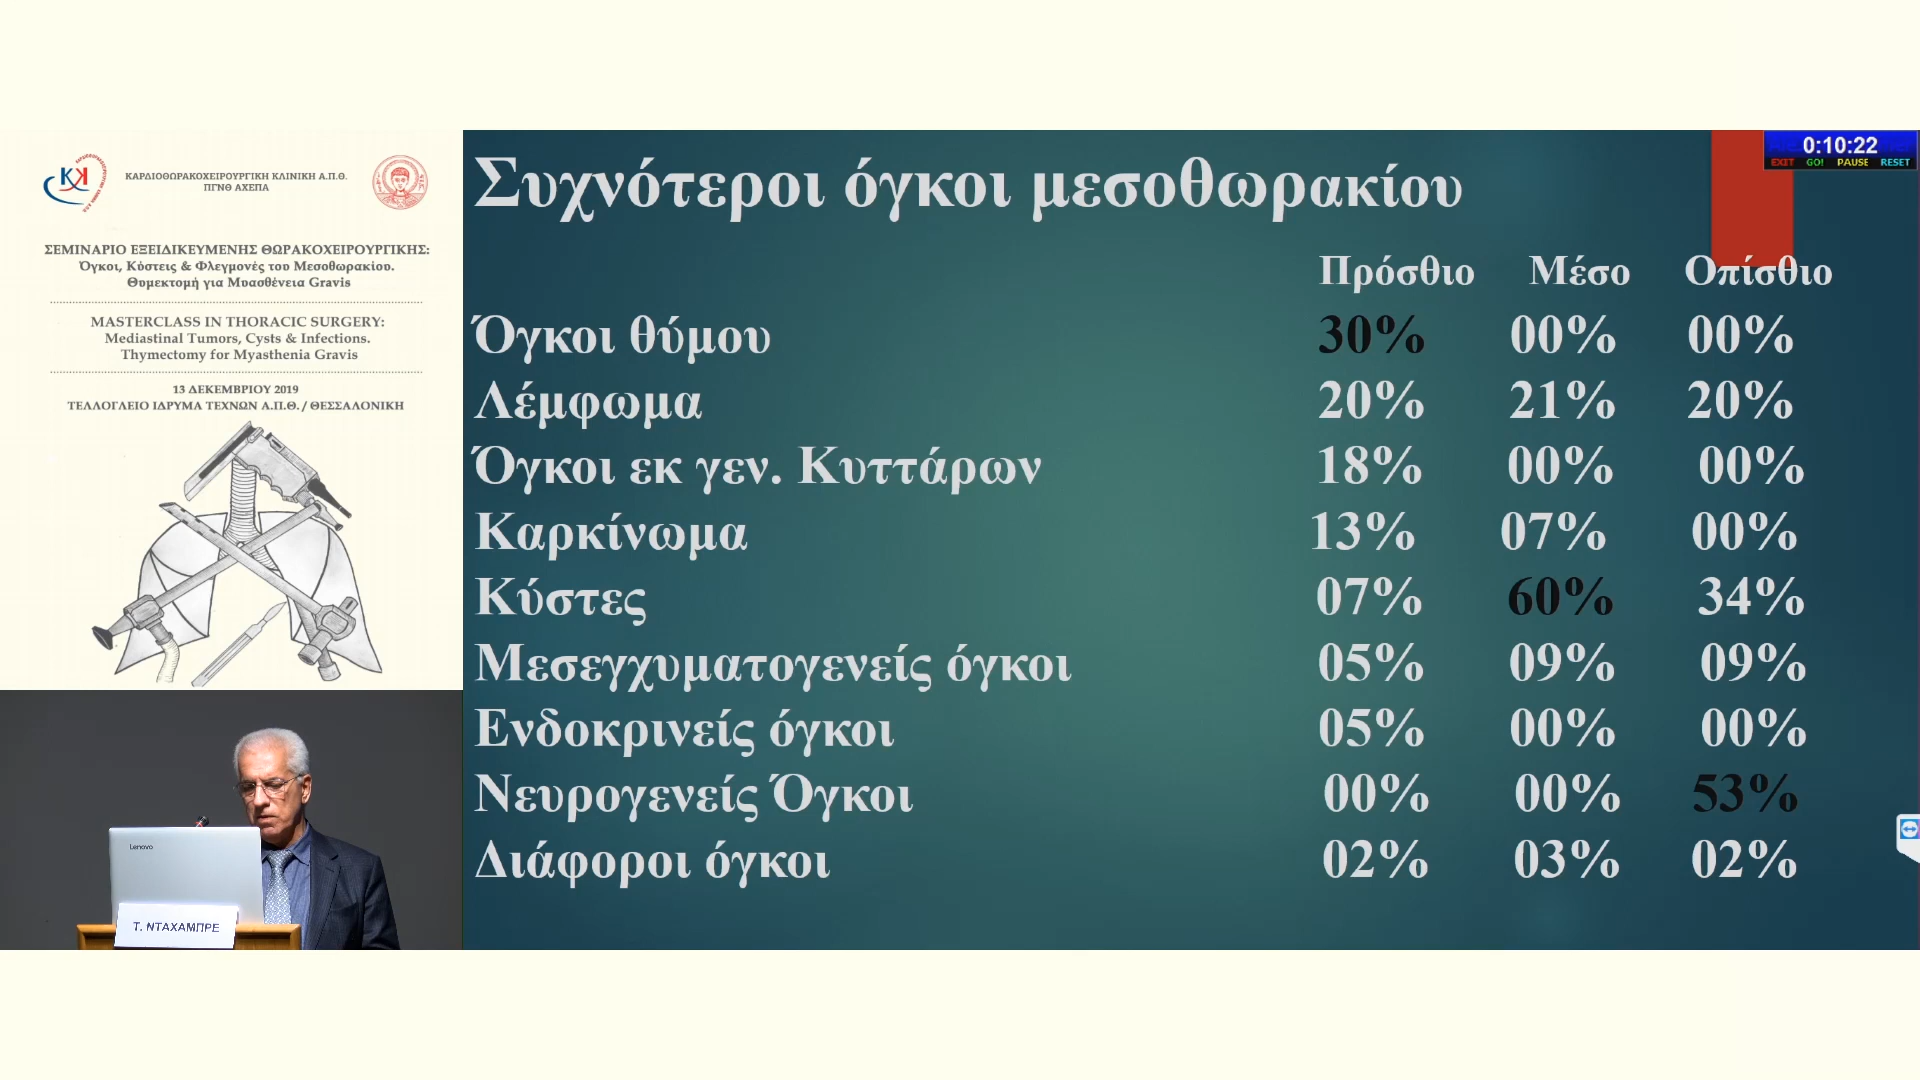 ΚΑΡΔΙΟΘΩΡΑΚΟΧΕΙΡΟΥΡΓΙΚΗ ΚΛΙΝΙΚΗ Α.Π.Θ.
ΠΓΝΘ ΑΧΕΠΑ
ΣΕΜΙΝΑΡΙΟ ΕΞΕΙΔΙΚΕΥΜΕΝΗΣ ΘΩΡΑΚΟΧΕΙΡΟΥΡΓΙΚΗΣ:
Όγκοι, Κύστεις & Φλεγμονές του Μεσοθωρακίου.
Θυμεκτομή για Μυασθένεια Gravis
MASTERCLASS IN THORACIC SURGERY:
Mediastinal Tumors, Cysts & Infections.
Thymectomy for Myasthenia Gravis
13 ΔΕΚΕΜΒΡΙΟΥ 2019
ΤΕΛΛΟΓΛΕΙΟ ΙΔΡΥΜΑ ΤΕΧΝΩΝ Α.Π.Θ. / ΘΕΣΣΑΛΟΝΙΚΗ
Lenovo
Τ. ΝΤΑΧΑΜΠΡΕ
0:10:22
EXIT GO! PAUSE RESET
Συχνότεροι όγκοι μεσοθωρακίου
Πρόσθιο Μέσο Οπίσθιο
Όγκοι θύμου 30% 00% 00%
Λέμφωμα 20% 21% 20%
Όγκοι εκ γεν. Κυττάρων 18% 00% 00%
Καρκίνωμα 13% 07% 00%
Κύστες 07% 60% 34%
Μεσεγχυματογενείς όγκοι 05% 09% 09%
Ενδοκρινείς όγκοι 05% 00% 00%
Νευρογενείς Όγκοι 00% 00% 53%
Διάφοροι όγκοι 02% 03% 02%